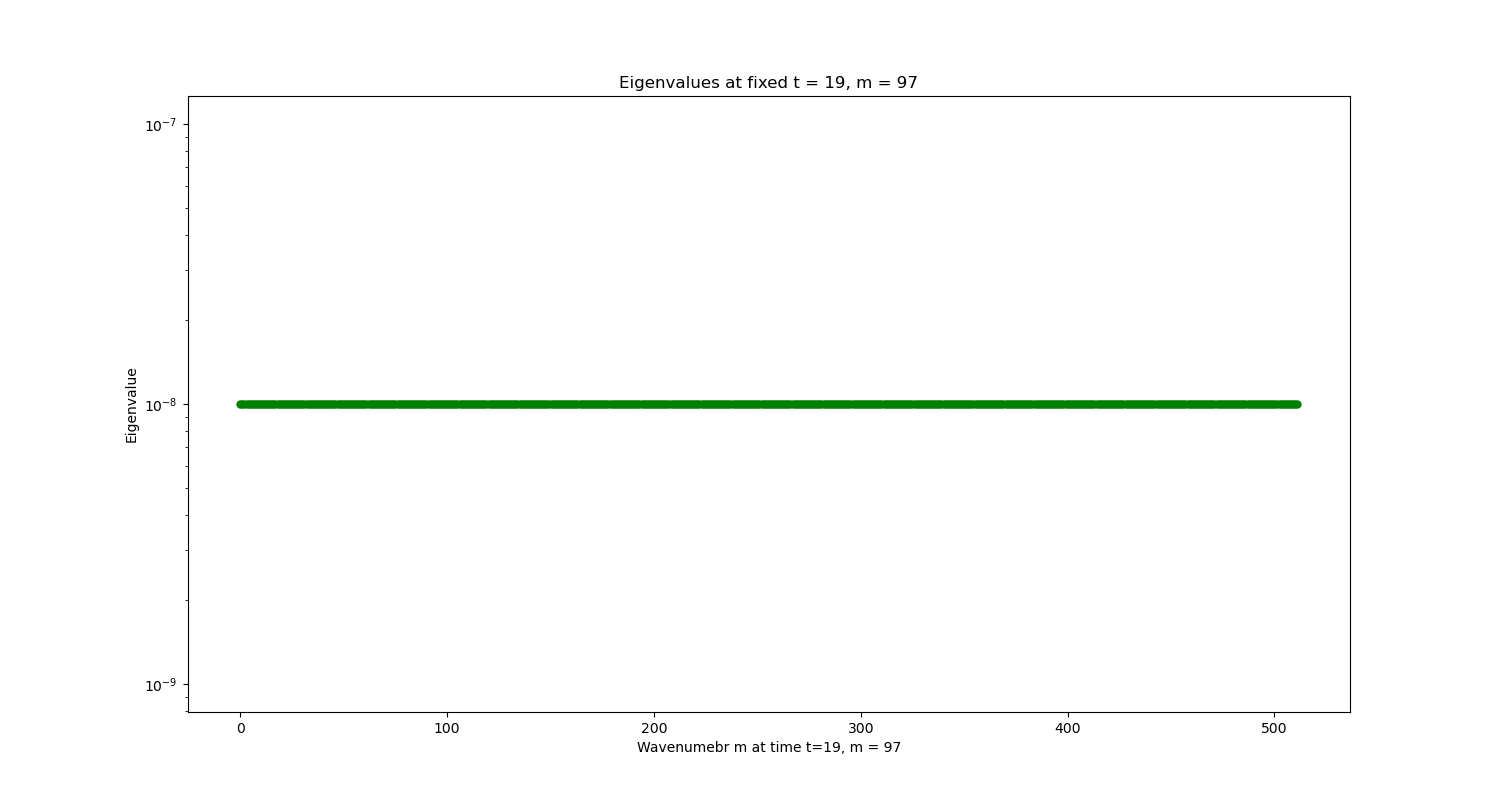 Eigenvalues at fixed t = 19, m = 97
Eigenvalue
10⁻⁷
10⁻⁸
10⁻⁹
0 100 200 300 400 500
Wavenumebr m at time t=19, m = 97